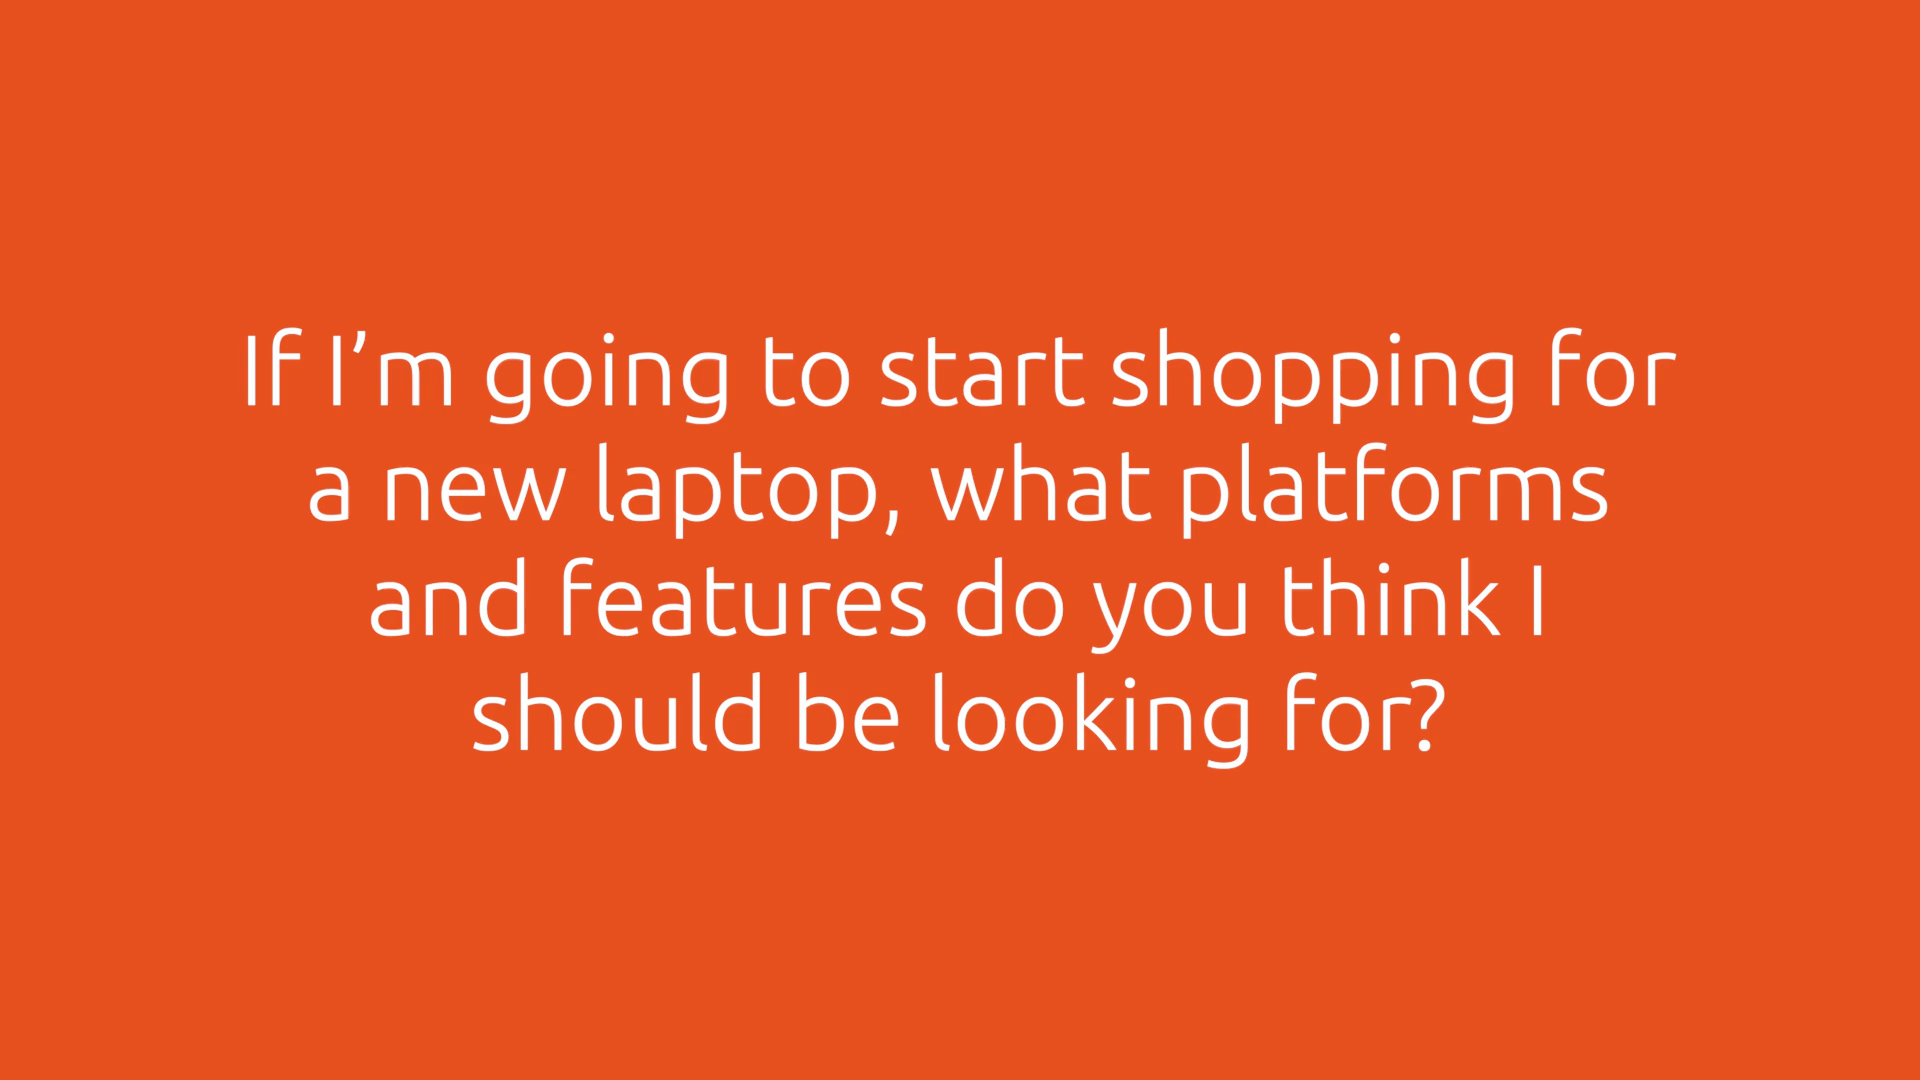 If I’m going to start shopping for
a new laptop, what platforms
and features do you think I
should be looking for?